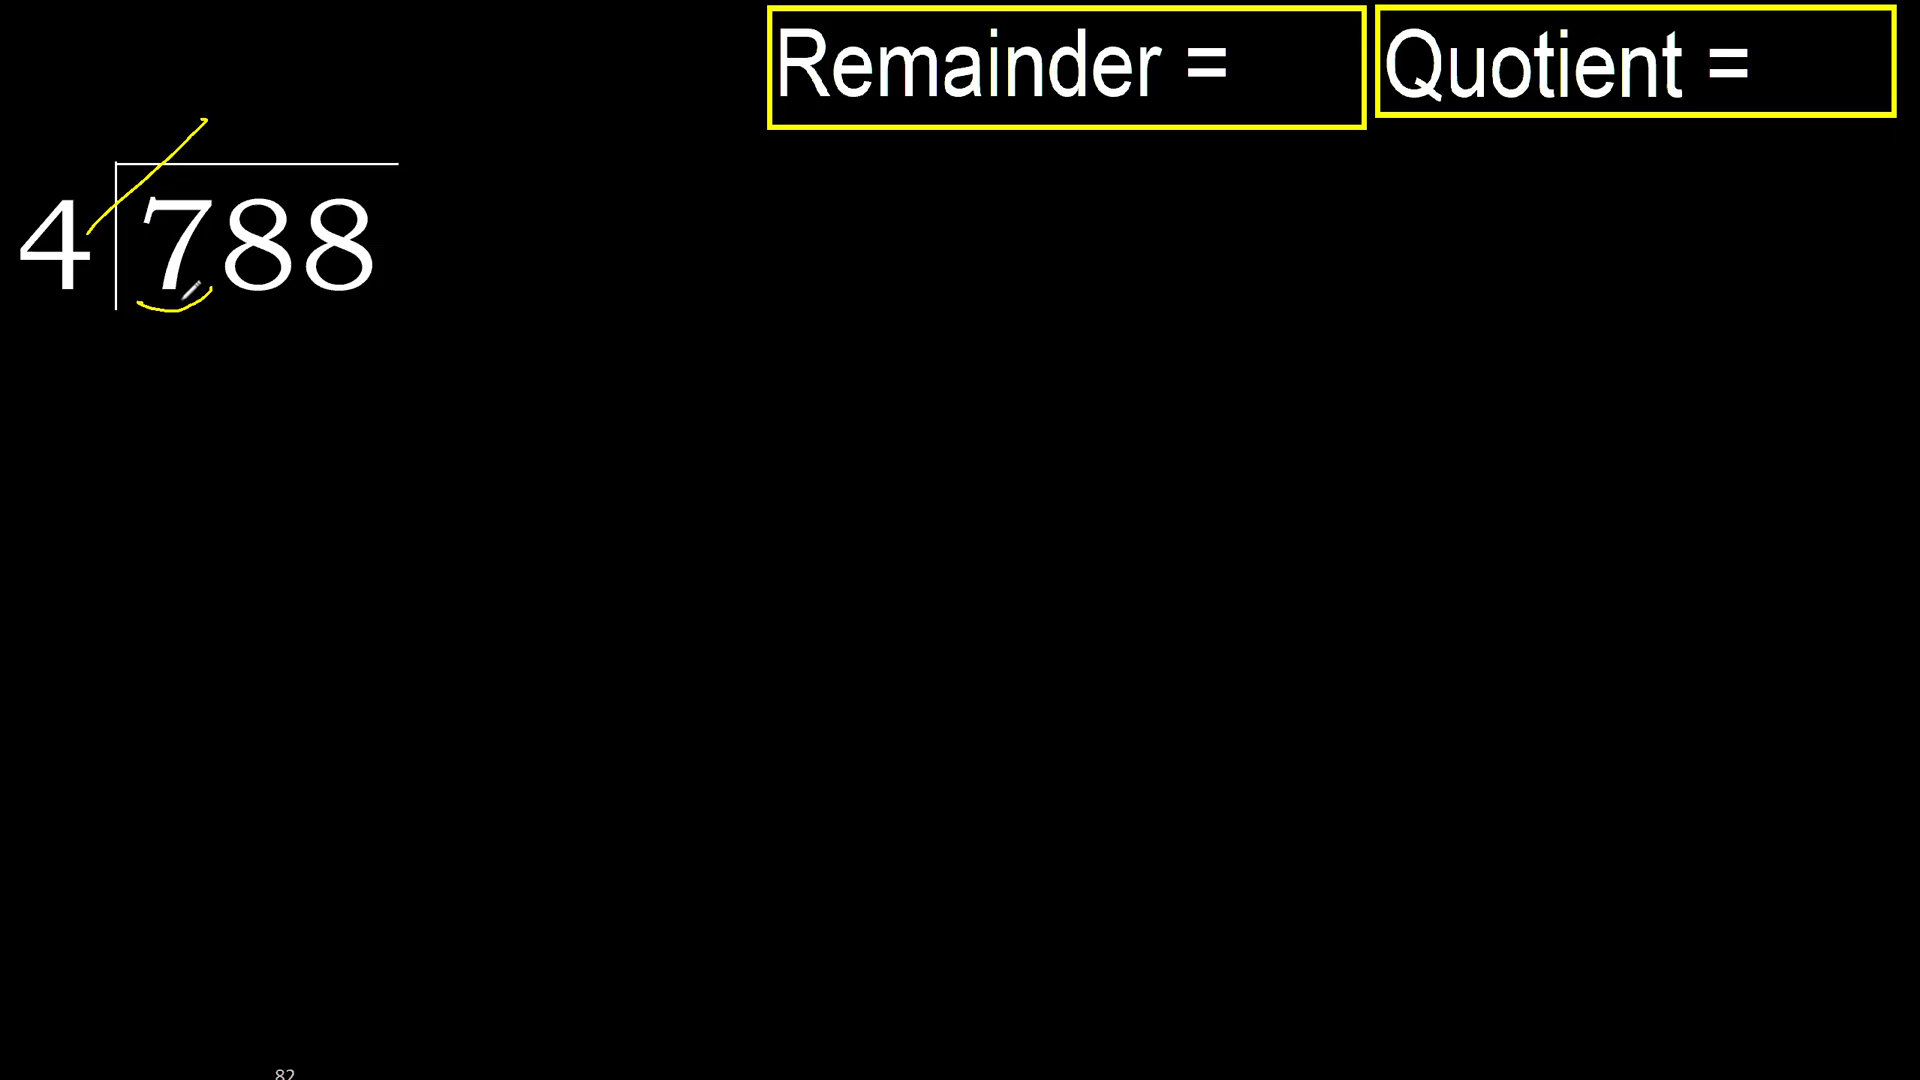 Remainder = Quotient =
4 788
82